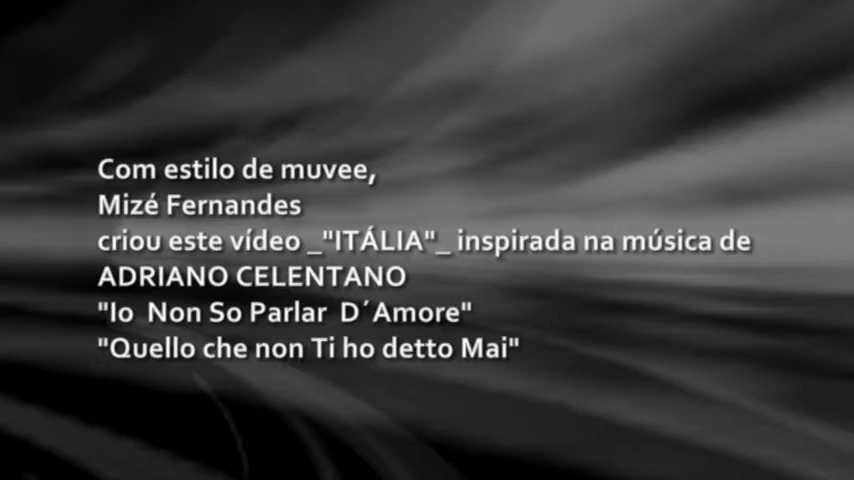 Com estilo de muvee,
Mizé Fernandes
criou este vídeo _"ITÁLIA"_ inspirada na música de
ADRIANO CELENTANO
"Io  Non So Parlar  D´Amore"
"Quello che non Ti ho detto Mai"